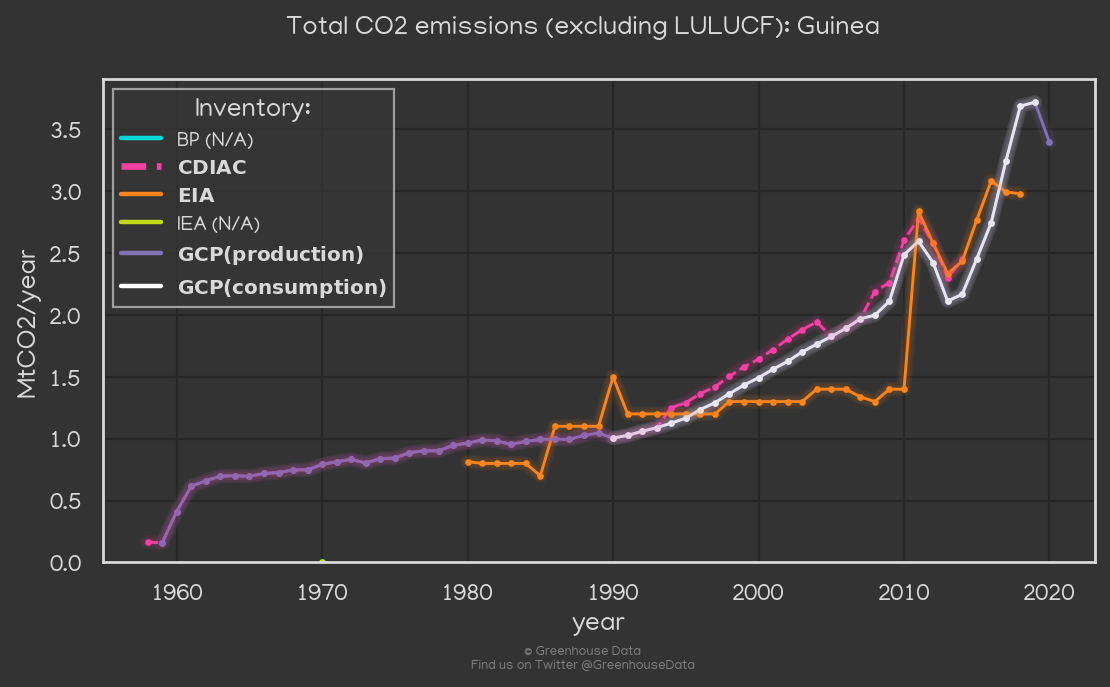 Total CO2 emissions (excluding LULUCF): Guinea
Inventory:
BP (N/A)
CDIAC
EIA
IEA (N/A)
GCP(production)
GCP(consumption)
MtCO2/year
3.5
3.0
2.5
2.0
1.5
1.0
0.5
0.0
1960 1970 1980 1990 2000 2010 2020
year
© Greenhouse Data
Find us on Twitter @GreenhouseData